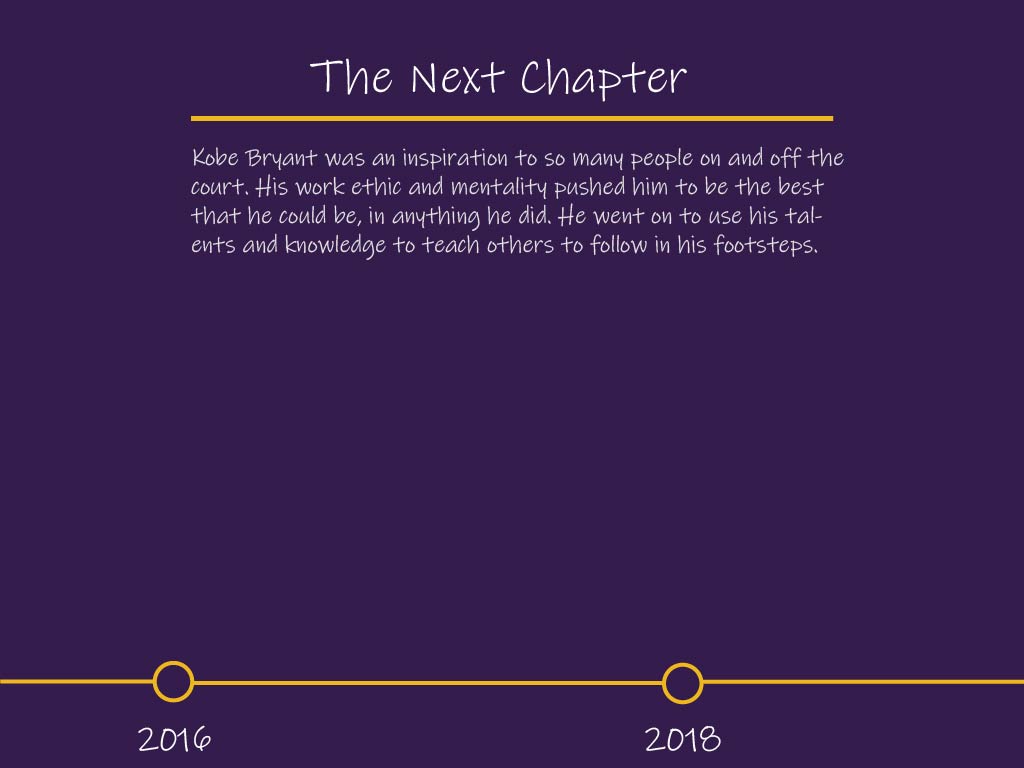 The Next Chapter
Kobe Bryant was an inspiration to so many people on and off the
court. His work ethic and mentality pushed him to be the best
that he could be, in anything he did. He went on to use his tal-
ents and knowledge to teach others to follow in his footsteps.
2016
2018